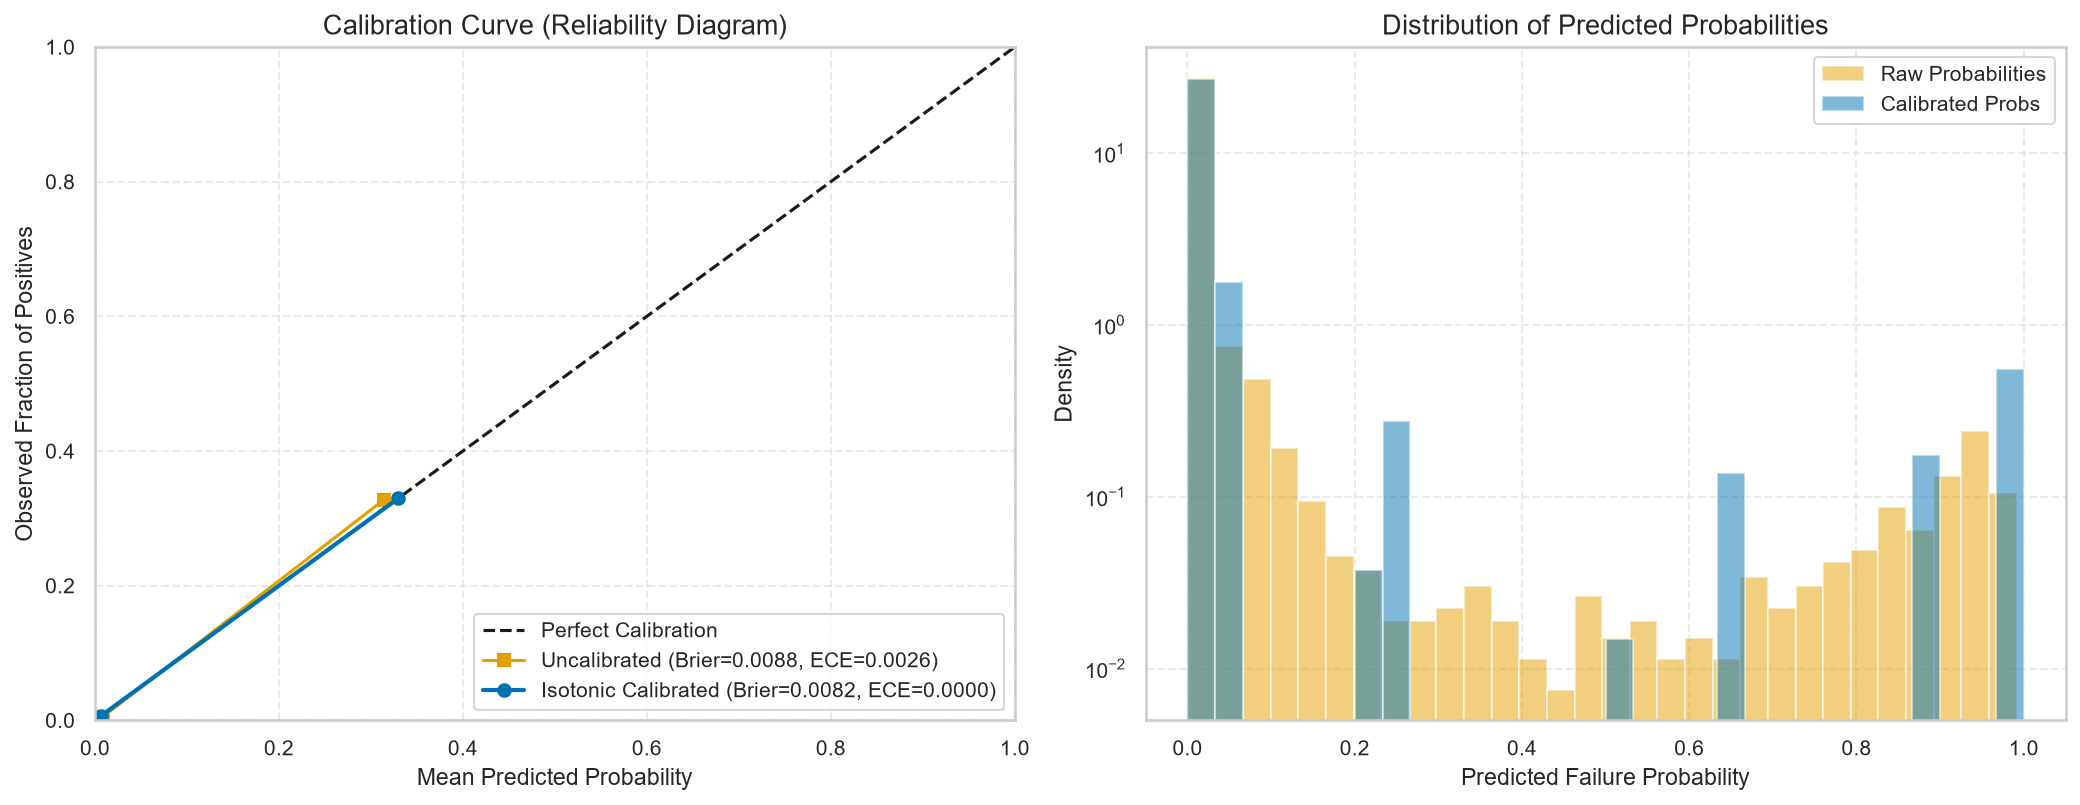 Calibration Curve (Reliability Diagram)
Observed Fraction of Positives
1.0
0.8
0.6
0.4
0.2
0.0
Perfect Calibration
Uncalibrated (Brier=0.0088, ECE=0.0026)
Isotonic Calibrated (Brier=0.0082, ECE=0.0000)
0.0 0.2 0.4 0.6 0.8 1.0
Mean Predicted Probability
Distribution of Predicted Probabilities
Density
10¹
10⁰
10⁻¹
10⁻²
Raw Probabilities
Calibrated Probs
0.0 0.2 0.4 0.6 0.8 1.0
Predicted Failure Probability